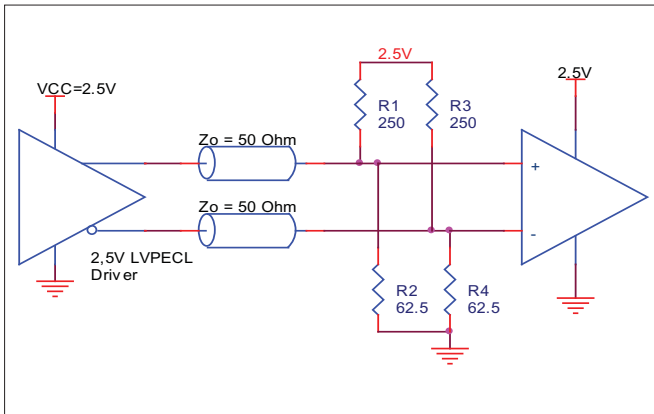 2.5V
VCC=2.5V
2.5V
R1
250
R3
250
Zo = 50 Ohm
+
Zo = 50 Ohm
-
2,5V LVPECL
Driver
R2
62.5
R4
62.5